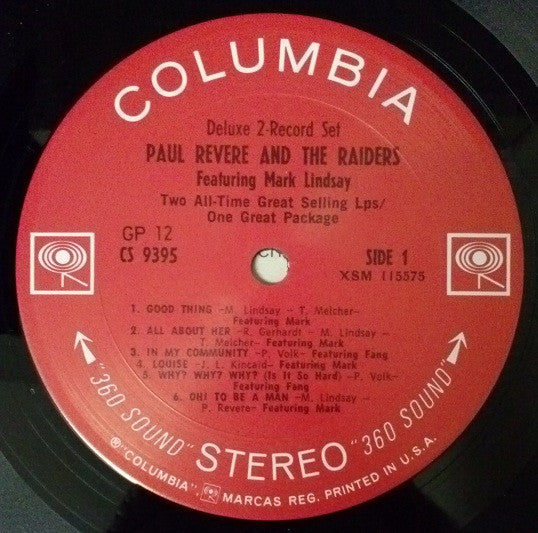 COLUMBIA
Deluxe 2-Record Set
PAUL REVERE AND THE RAIDERS
Featuring Mark Lindsay
Two All-Time Great Selling Lps/
One Great Package
GP 12
CS 9395
SIDE 1
XSM 115575
1. GOOD THING -M. Lindsay - T. Melcher-
Featuring Mark
2. ALL ABOUT HER -R. Gerhardt - M. Lindsay -
T. Melcher- Featuring Mark
3. IN MY COMMUNITY -P. Volk- Featuring Fang
4. LOUISE -J. L. Kincaid- Featuring Mark
5. WHY? WHY? WHY? (Is It So Hard) -P. Volk-
Featuring Fang
6. OH! TO BE A MAN -M. Lindsay -
P. Revere- Featuring Mark
"360 SOUND" STEREO "360 SOUND"
® "COLUMBIA", MARCAS REG. PRINTED IN U.S.A.